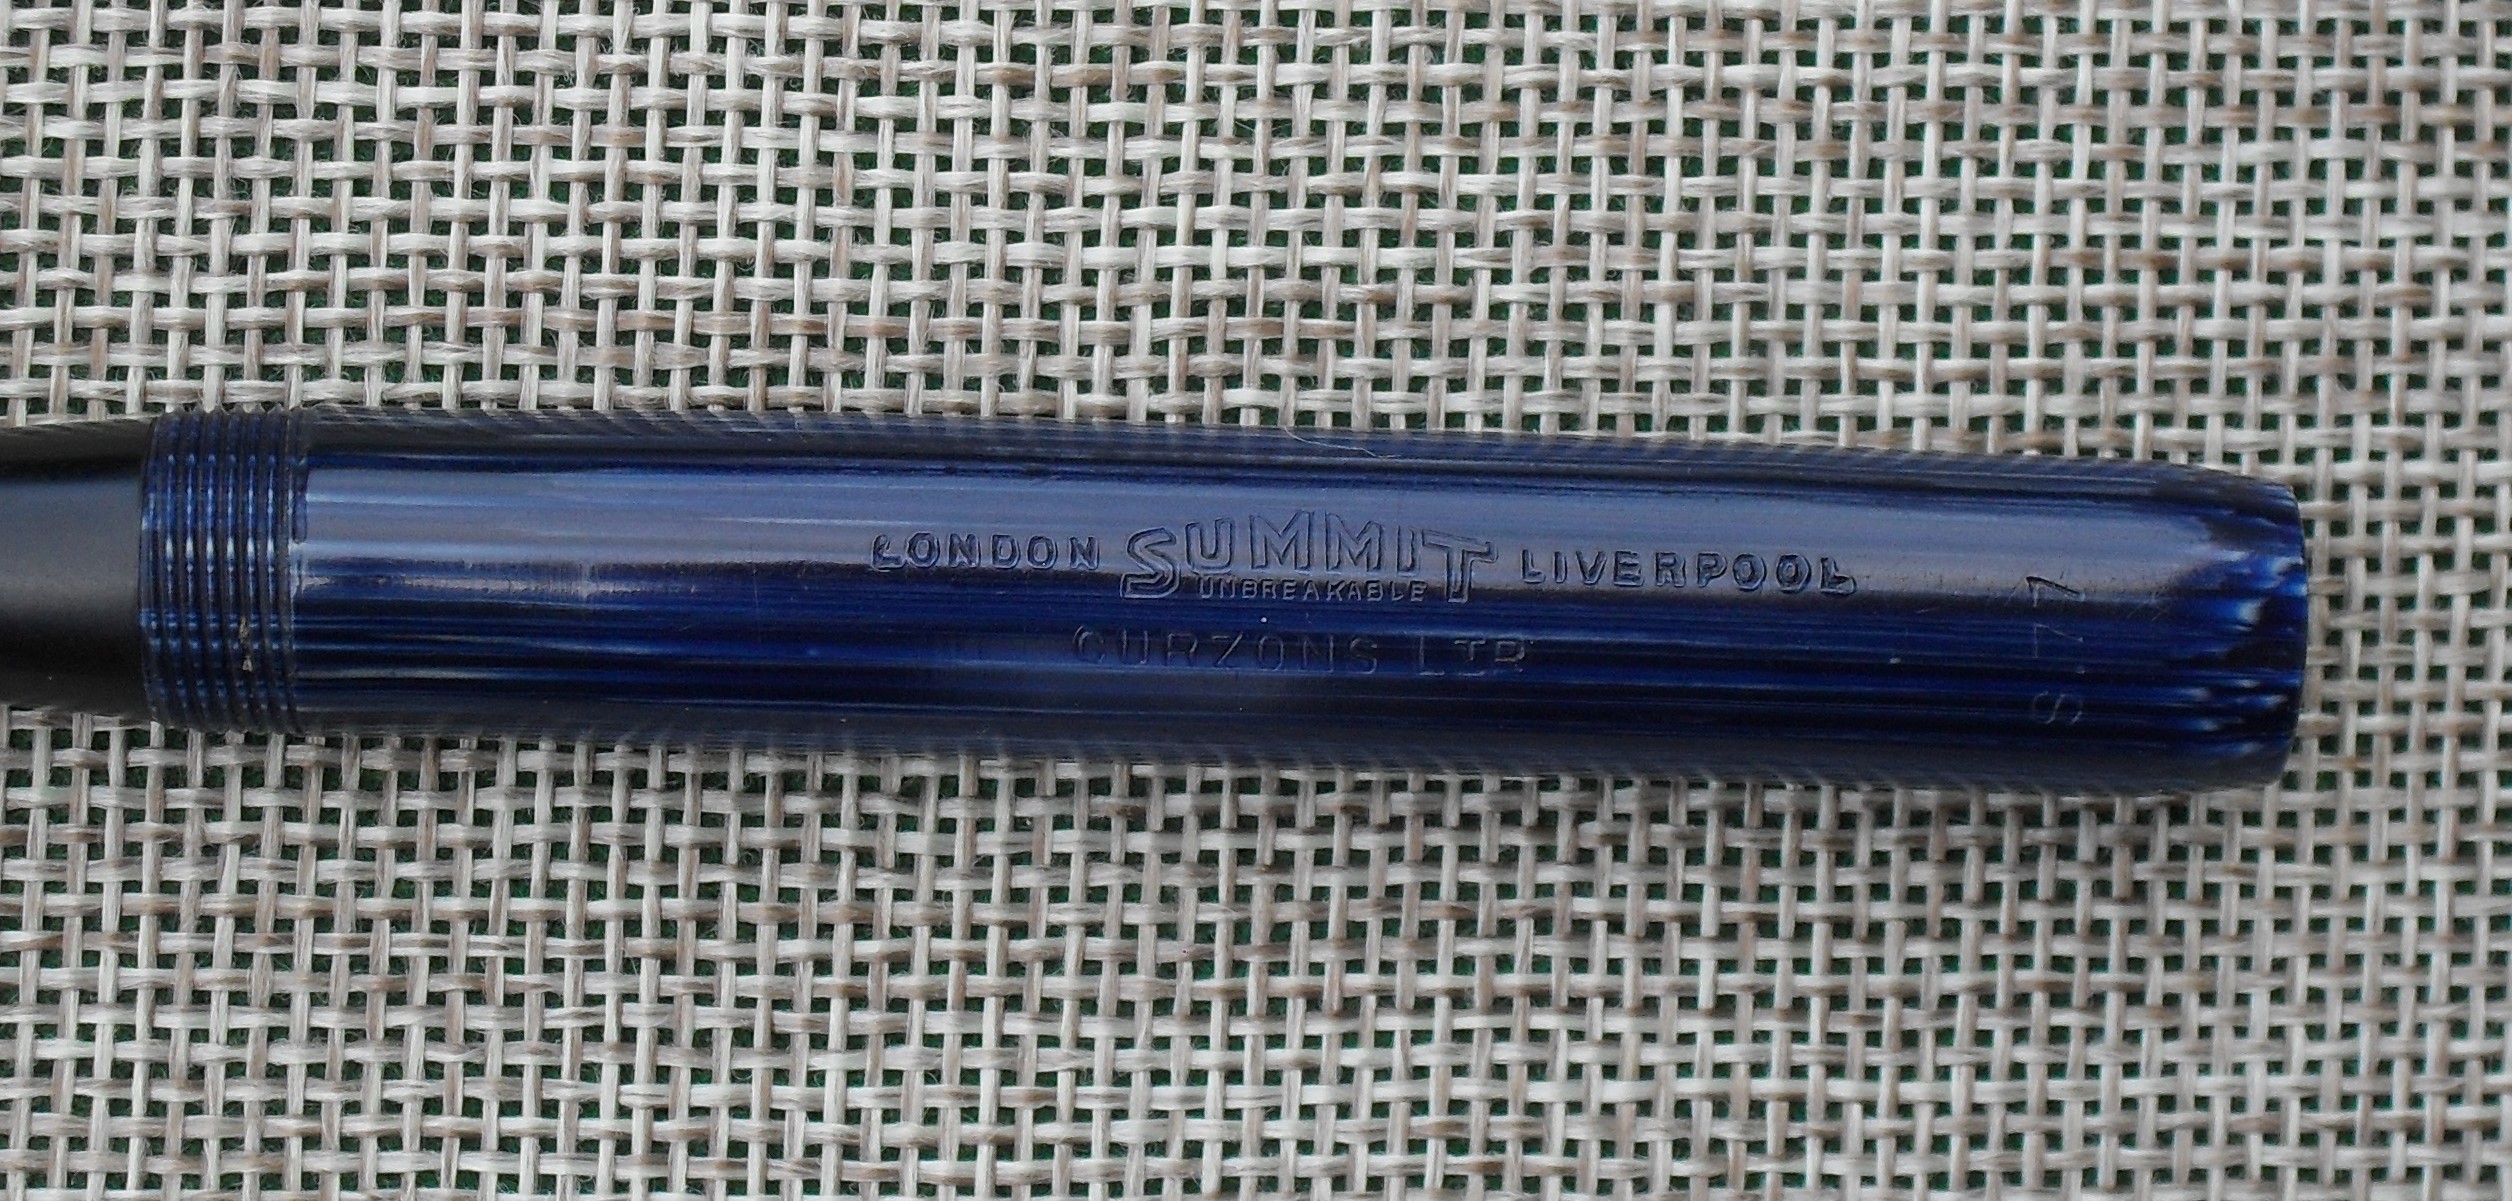 LONDON SUMMIT LIVERPOOL
UNBREAKABLE
CURZONS LTD